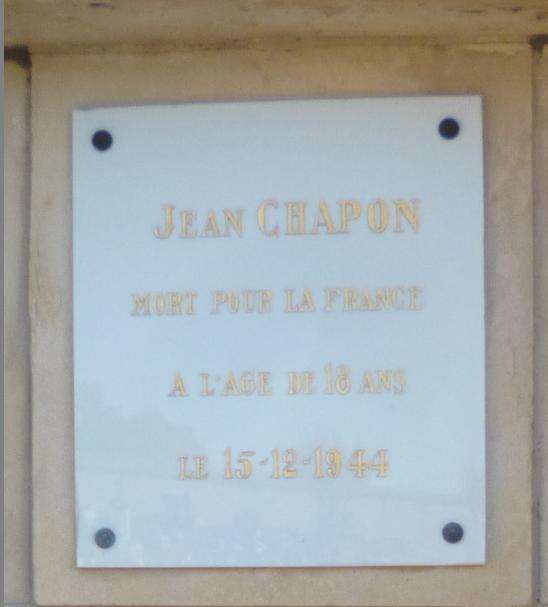 JEAN CHAPON
MORT POUR LA FRANCE
A L'AGE DE 18 ANS
LE 15-12-1944